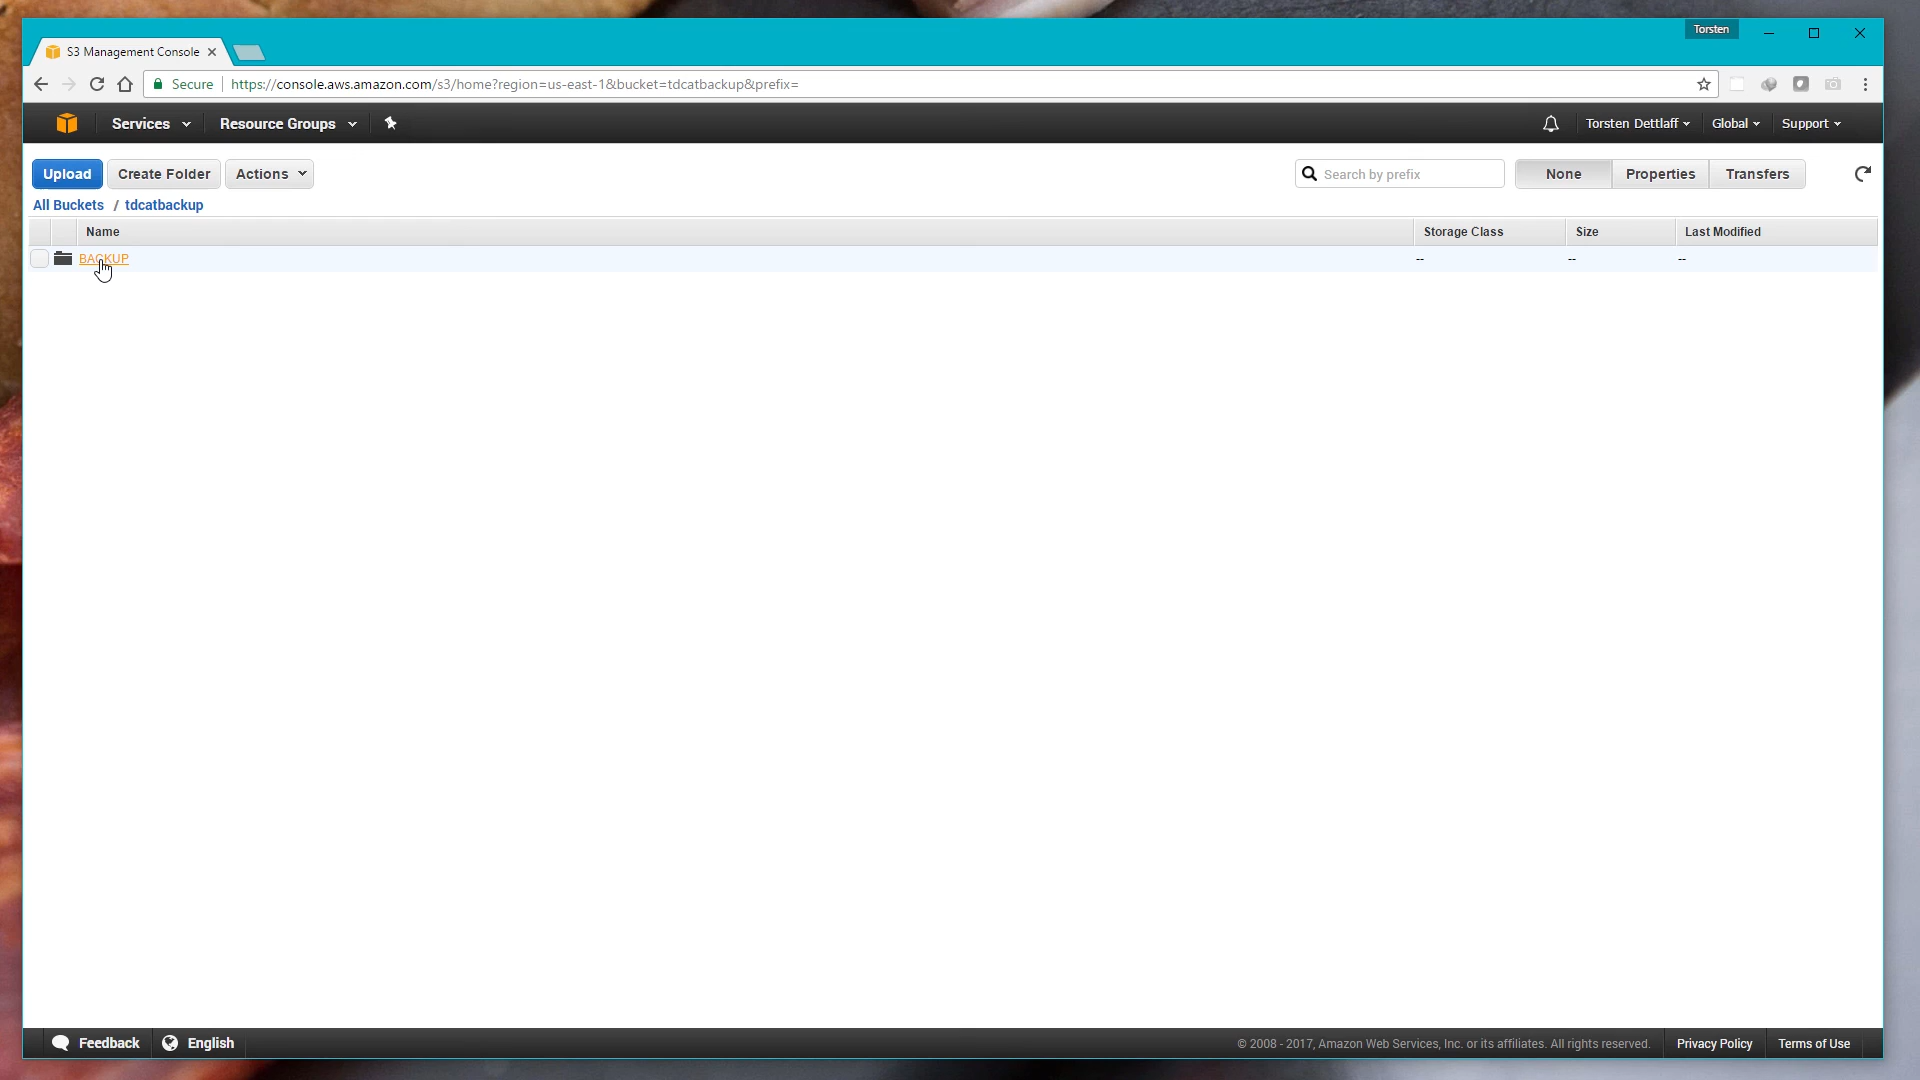 Torsten
S3 Management Console
Secure https://console.aws.amazon.com/s3/home?region=us-east-1&bucket=tdcatbackup&prefix=
Services Resource Groups Torsten Dettlaff Global Support
Upload Create Folder Actions Search by prefix None Properties Transfers
All Buckets / tdcatbackup
Name Storage Class Size Last Modified
BACKUP -- -- --
Feedback English © 2008 - 2017, Amazon Web Services, Inc. or its affiliates. All rights reserved. Privacy Policy Terms of Use